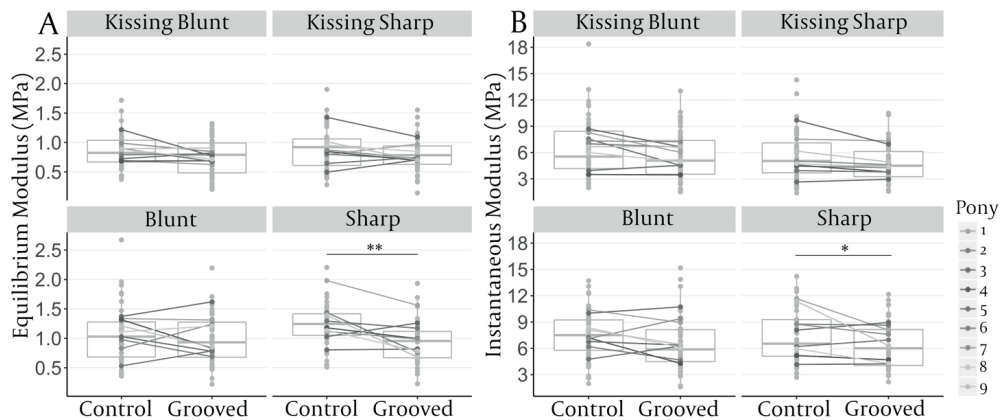 A
Kissing Blunt
Kissing Sharp
Equilibrium Modulus (MPa)
2.5
2.0
1.5
1.0
0.5
Blunt
Sharp
**
2.5
2.0
1.5
1.0
0.5
Control
Grooved
Control
Grooved
B
Kissing Blunt
Kissing Sharp
Instantaneous Modulus (MPa)
18
15
12
9
6
3
Blunt
Sharp
*
18
15
12
9
6
3
Control
Grooved
Control
Grooved
Pony
1
2
3
4
5
6
7
8
9